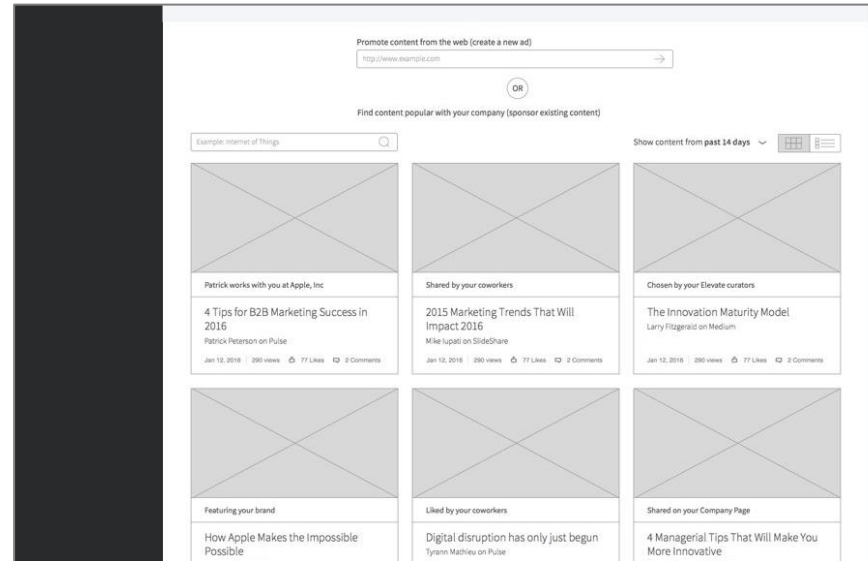 Promote content from the web (create a new ad)
http://www.example.com
OR
Find content popular with your company (sponsor existing content)
Example: Internet of Things
Show content from past 14 days
Patrick works with you at Apple, Inc
4 Tips for B2B Marketing Success in
2016
Patrick Peterson on Pulse
Jan 12, 2016 290 views 77 Likes 2 Comments
Shared by your coworkers
2015 Marketing Trends That Will
Impact 2016
Mike Iupati on SlideShare
Jan 12, 2016 290 views 77 Likes 2 Comments
Chosen by your Elevate curators
The Innovation Maturity Model
Larry Fitzgerald on Medium
Jan 12, 2016 290 views 77 Likes 2 Comments
Featuring your brand
How Apple Makes the Impossible
Possible
Liked by your coworkers
Digital disruption has only just begun
Tyrann Mathieu on Pulse
Shared on your Company Page
4 Managerial Tips That Will Make You
More Innovative